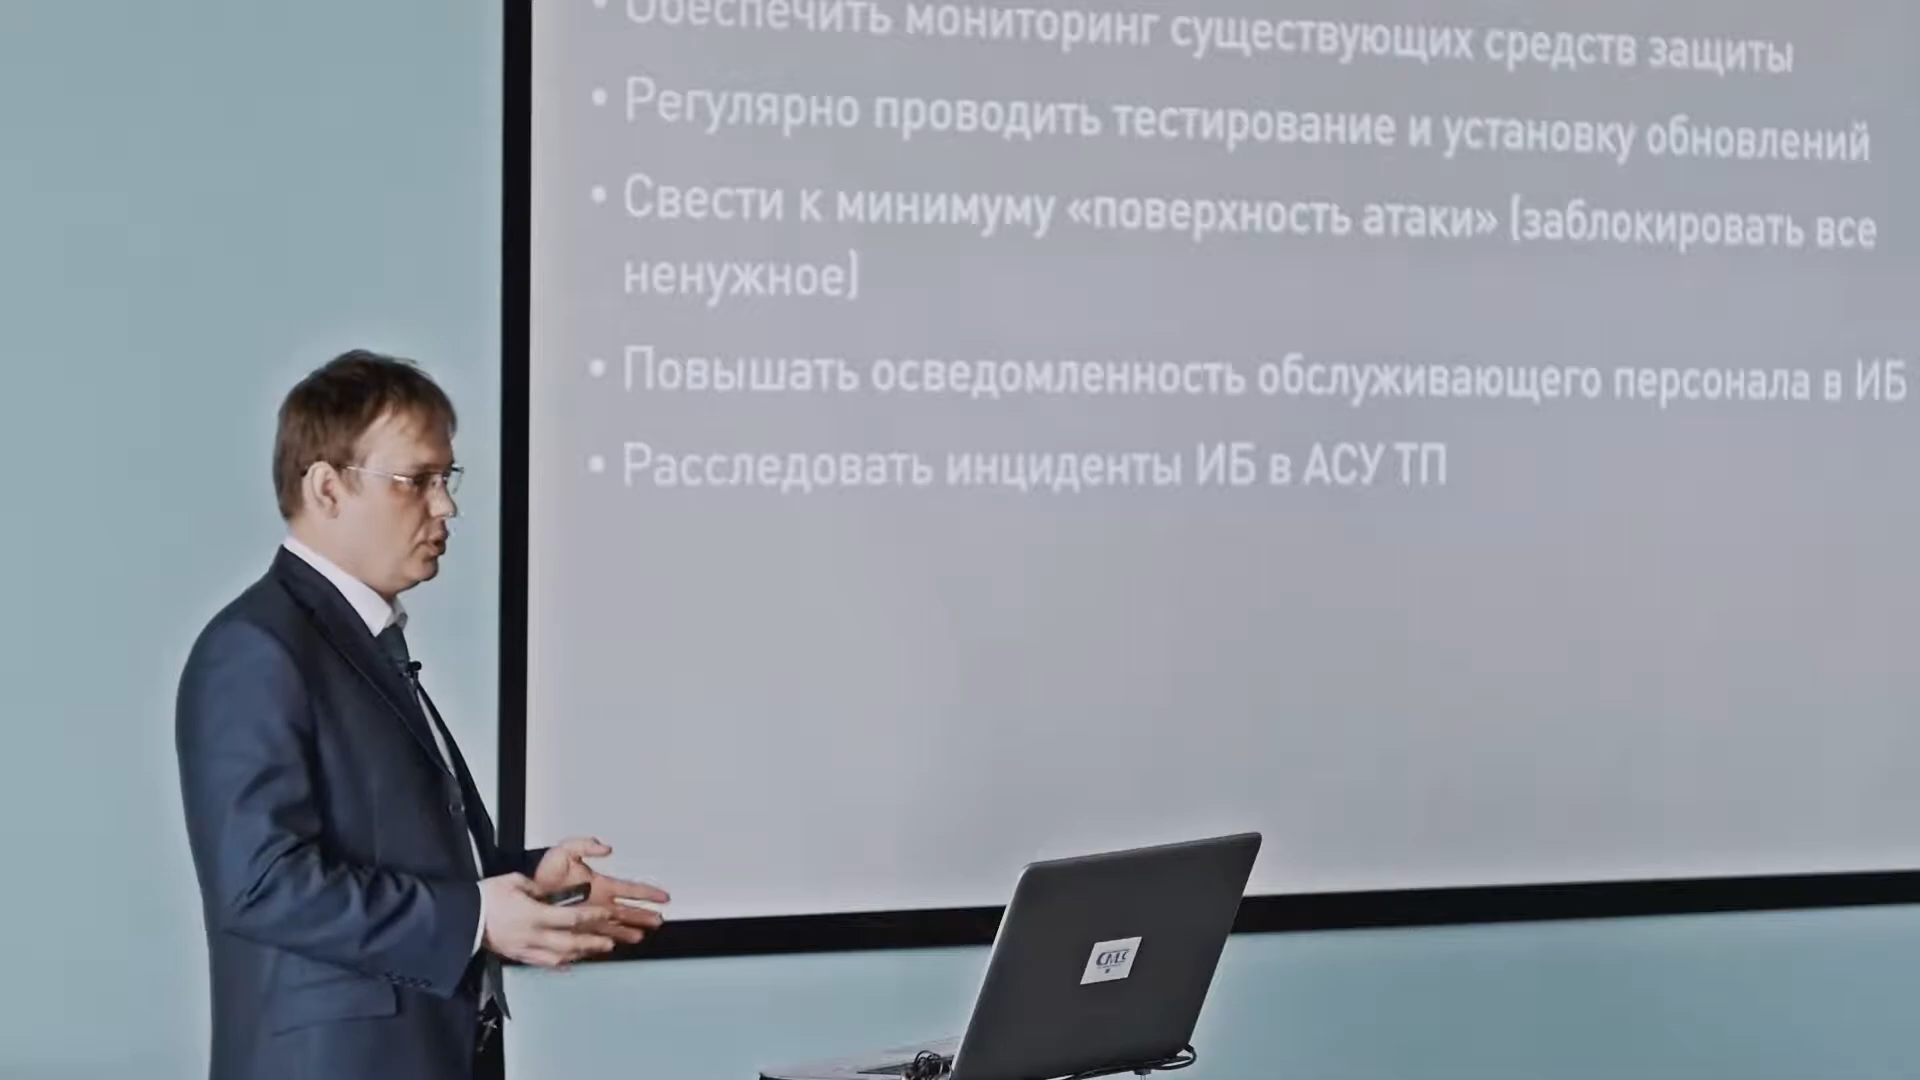 • Обеспечить мониторинг существующих средств защиты
• Регулярно проводить тестирование и установку обновлений
• Свести к минимуму «поверхность атаки» (заблокировать все
ненужное)
• Повышать осведомленность обслуживающего персонала в ИБ
• Расследовать инциденты ИБ в АСУ ТП